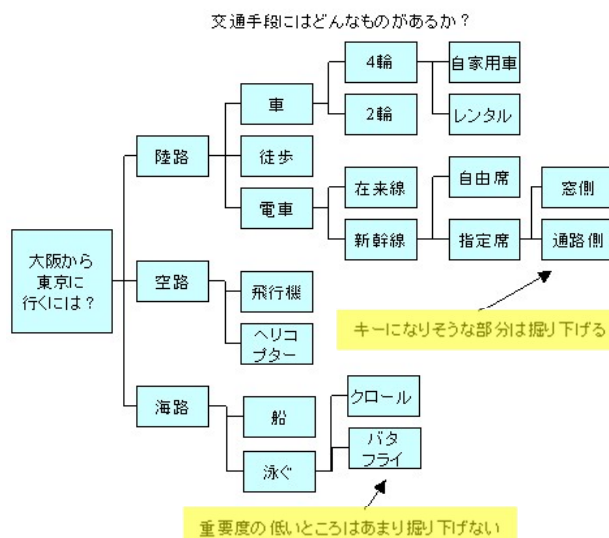 交通手段にはどんなものがあるか？
4輪
自家用車
車
2輪
レンタル
陸路
徒歩
自由席
窓側
在来線
電車
新幹線
指定席
通路側
大阪から
東京に
行くには？
空路
飛行機
キーになりそうな部分は掘り下げる
ヘリコ
プター
クロール
海路
船
バタ
フライ
泳ぐ
重要度の低いところはあまり掘り下げない